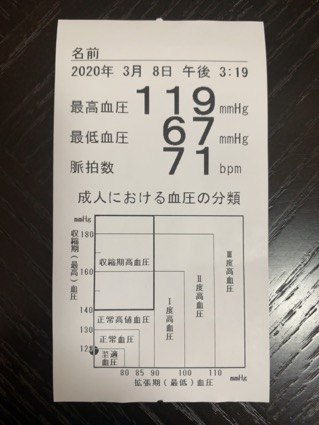 名前
2020年 3月 8日 午後 3:19
最高血圧 119 mmHg
最低血圧 67 mmHg
脈拍数 71 bpm
成人における血圧の分類
mmHg
180
160
140
130
120
収縮期(最高)血圧
収縮期高血圧
正常高値血圧
正常血圧
至適
血圧
Ⅰ度高血圧
Ⅱ度高血圧
Ⅲ度高血圧
80 85 90 100 110 mmHg
拡張期(最低)血圧